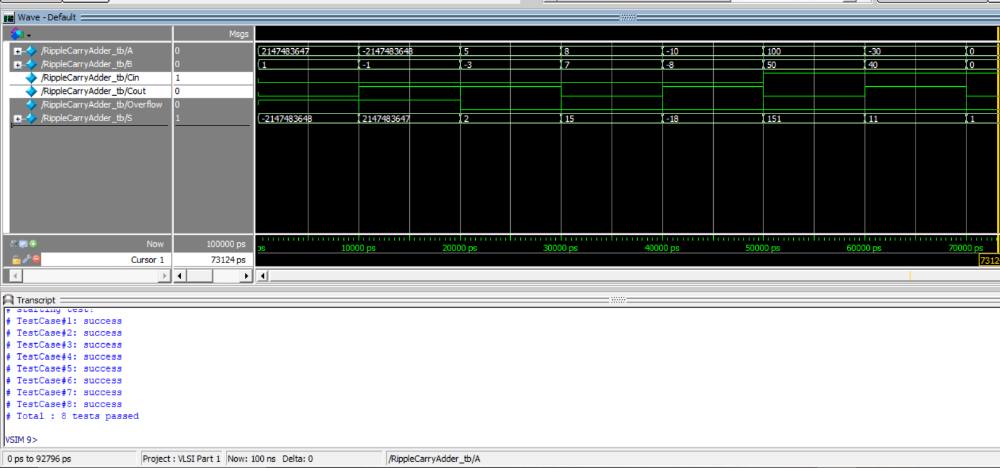 Wave - Default
Msgs
/RippleCarryAdder_tb/A 0 2147483647 -2147483648 5 8 -10 100 -30 0
/RippleCarryAdder_tb/B 0 1 -1 -3 7 -8 50 40 0
/RippleCarryAdder_tb/Cin 1
/RippleCarryAdder_tb/Cout 0
/RippleCarryAdder_tb/Overflow 0
/RippleCarryAdder_tb/S 1 -2147483648 2147483647 2 15 -18 151 11 1
Now 100000 ps ps 10000 ps 20000 ps 30000 ps 40000 ps 50000 ps 60000 ps 70000 ps
Cursor 1 73124 ps 7312
Transcript
# Starting test:
# TestCase#1: success
# TestCase#2: success
# TestCase#3: success
# TestCase#4: success
# TestCase#5: success
# TestCase#6: success
# TestCase#7: success
# TestCase#8: success
# Total : 8 tests passed
VSIM 9>
0 ps to 92796 ps Project : VLSI Part 1 Now: 100 ns Delta: 0 /RippleCarryAdder_tb/A